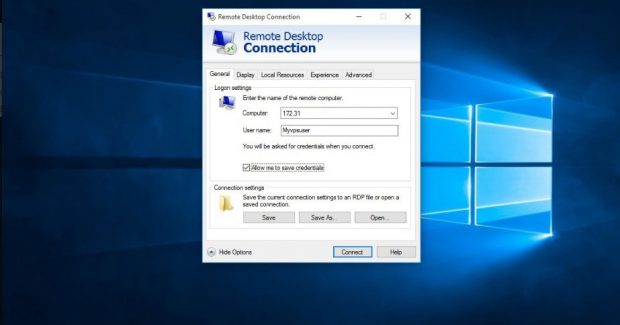 Remote Desktop Connection
Remote Desktop
Connection
General Display Local Resources Experience Advanced
Logon settings
Enter the name of the remote computer.
Computer: 172.31
User name: Myvpsuser
You will be asked for credentials when you connect.
Allow me to save credentials
Connection settings
Save the current connection settings to an RDP file or open a
saved connection.
Save Save As... Open...
Hide Options Connect Help